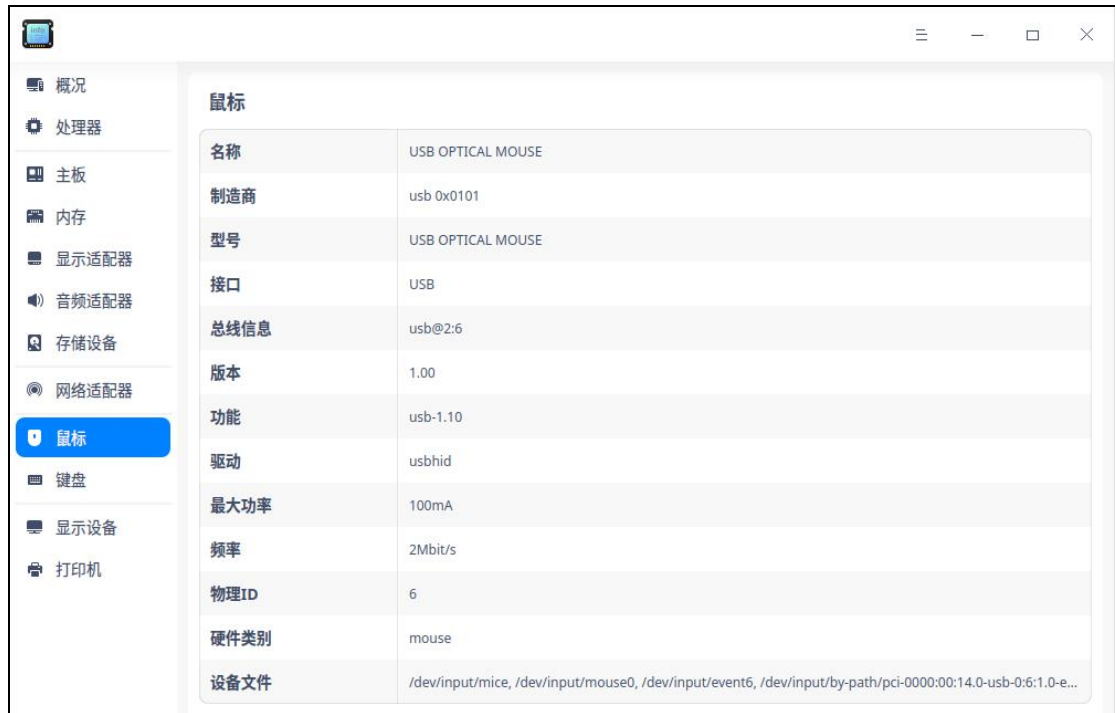 概况
处理器
主板
内存
显示适配器
音频适配器
存储设备
网络适配器
鼠标
键盘
显示设备
打印机
鼠标
名称 USB OPTICAL MOUSE
制造商 usb 0x0101
型号 USB OPTICAL MOUSE
接口 USB
总线信息 usb@2:6
版本 1.00
功能 usb-1.10
驱动 usbhid
最大功率 100mA
频率 2Mbit/s
物理ID 6
硬件类别 mouse
设备文件 /dev/input/mice, /dev/input/mouse0, /dev/input/event6, /dev/input/by-path/pci-0000:00:14.0-usb-0:6:1.0-e...